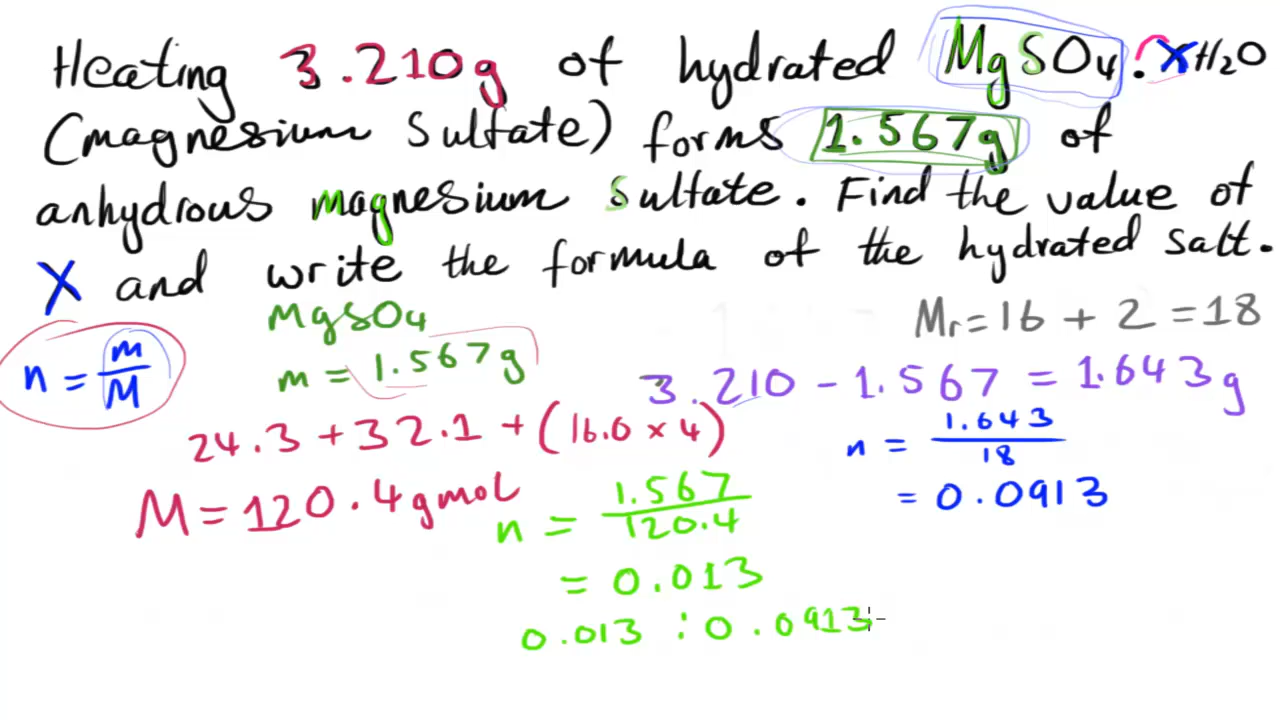 Heating 3.210g of hydrated MgSO4.XH2O
(magnesium Sulfate) forms 1.567g of
anhydrous magnesium sulfate. Find the value of
X and write the formula of the hydrated salt.
MgSO4
Mr=16 + 2 =18
n = m/M
m = 1.567g
3.210 - 1.567 = 1.643g
24.3 + 32.1 + (16.0 x 4)
n = 1.643/18
M = 120.4gmol
= 0.0913
n = 1.567/120.4
= 0.013
0.013 : 0.0913